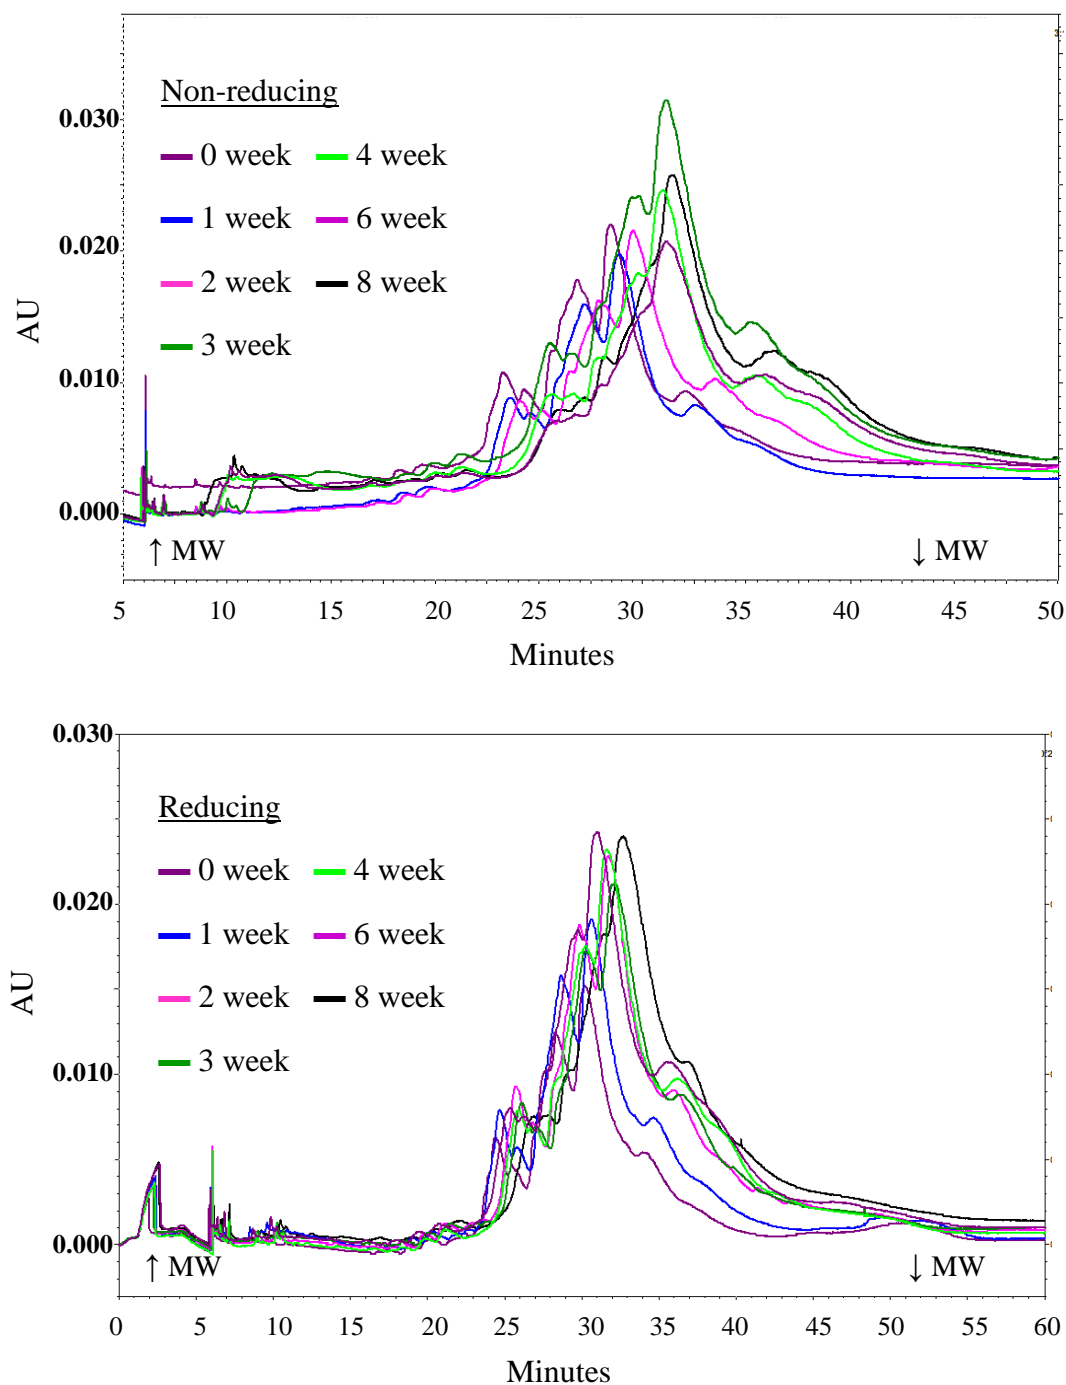 Non-reducing
0 week 4 week
1 week 6 week
2 week 8 week
3 week
AU
0.030
0.020
0.010
0.000
↑ MW ↓ MW
5 10 15 20 25 30 35 40 45 50
Minutes
Reducing
0 week 4 week
1 week 6 week
2 week 8 week
3 week
AU
0.030
0.020
0.010
0.000
↑ MW ↓ MW
0 5 10 15 20 25 30 35 40 45 50 55 60
Minutes